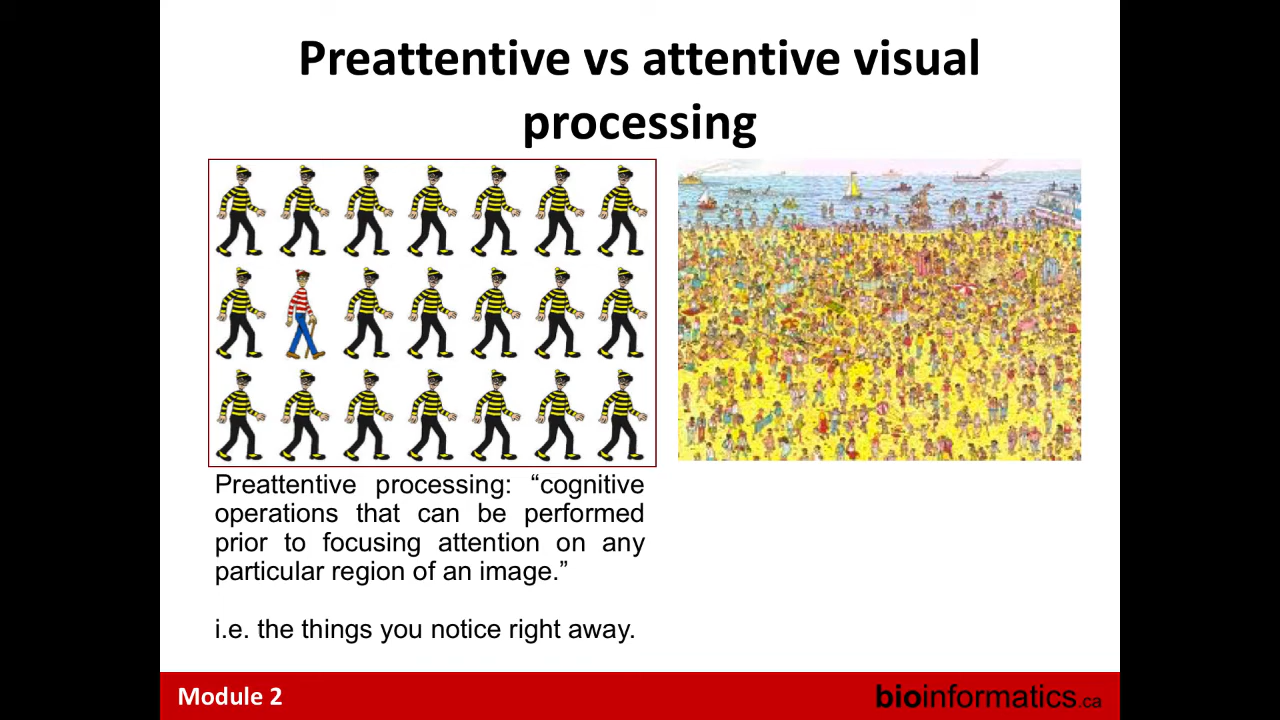 Preattentive vs attentive visual
processing
Preattentive processing: “cognitive
operations that can be performed
prior to focusing attention on any
particular region of an image.”
i.e. the things you notice right away.
Module 2
bioinformatics.ca